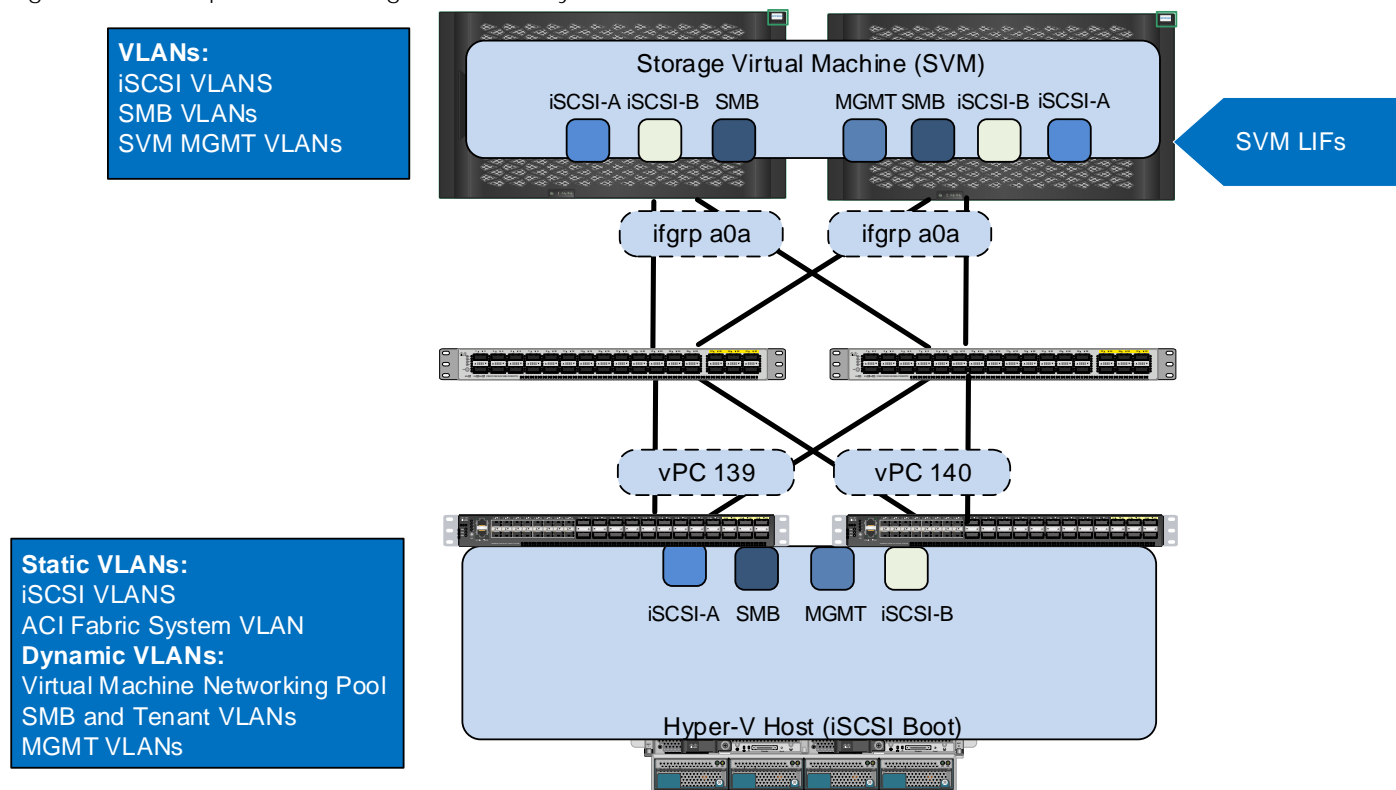 VLANs:
iSCSI VLANS
SMB VLANs
SVM MGMT VLANs
Storage Virtual Machine (SVM)
iSCSI-A iSCSI-B SMB MGMT SMB iSCSI-B iSCSI-A
SVM LIFs
ifgrp a0a
ifgrp a0a
vPC 139
vPC 140
Static VLANs:
iSCSI VLANS
ACI Fabric System VLAN
Dynamic VLANs:
Virtual Machine Networking Pool
SMB and Tenant VLANs
MGMT VLANs
iSCSI-A SMB MGMT iSCSI-B
Hyper-V Host (iSCSI Boot)